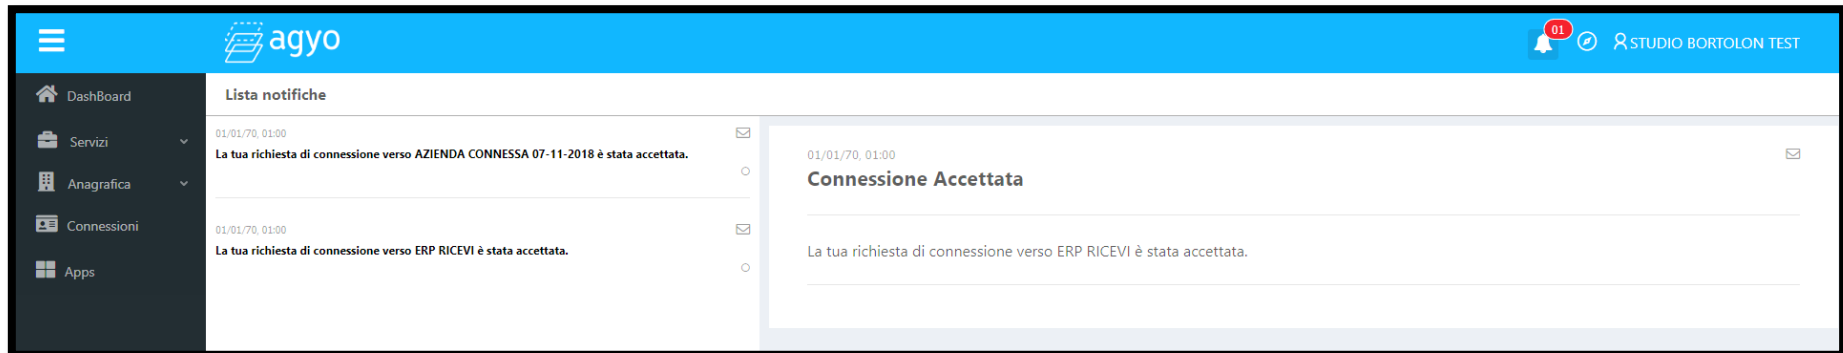 agyo
01
STUDIO BORTOLON TEST
DashBoard
Servizi
Anagrafica
Connessioni
Apps
Lista notifiche
01/01/70, 01:00
La tua richiesta di connessione verso AZIENDA CONNESSA 07-11-2018 è stata accettata.
01/01/70, 01:00
La tua richiesta di connessione verso ERP RICEVI è stata accettata.
01/01/70, 01:00
Connessione Accettata
La tua richiesta di connessione verso ERP RICEVI è stata accettata.